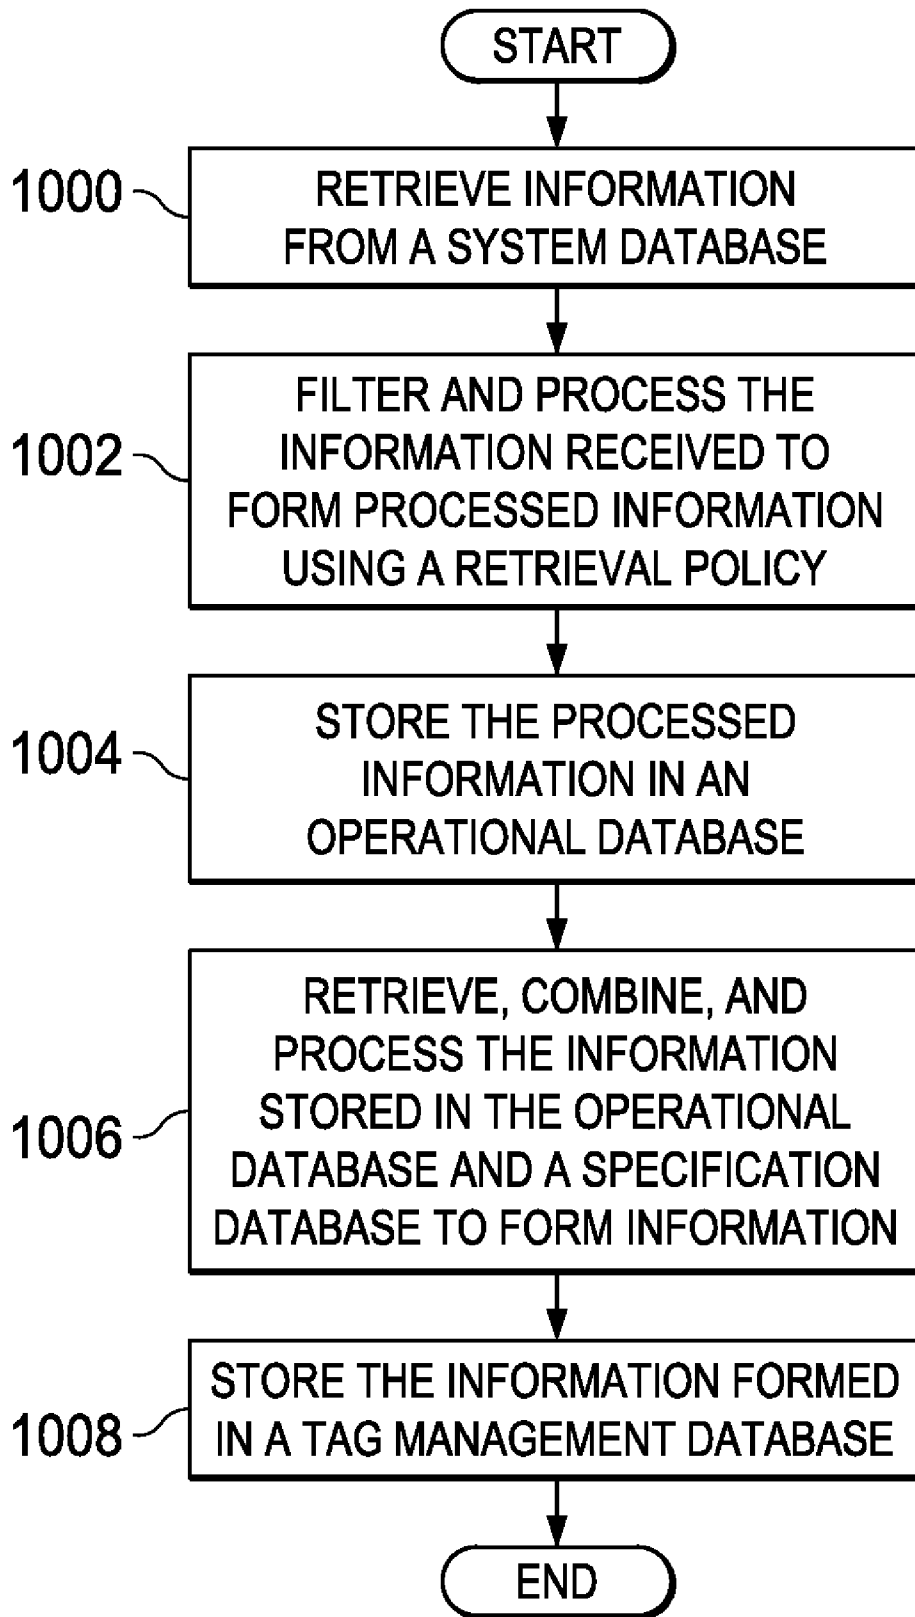 START
1000
RETRIEVE INFORMATION
FROM A SYSTEM DATABASE
1002
FILTER AND PROCESS THE
INFORMATION RECEIVED TO
FORM PROCESSED INFORMATION
USING A RETRIEVAL POLICY
1004
STORE THE PROCESSED
INFORMATION IN AN
OPERATIONAL DATABASE
1006
RETRIEVE, COMBINE, AND
PROCESS THE INFORMATION
STORED IN THE OPERATIONAL
DATABASE AND A SPECIFICATION
DATABASE TO FORM INFORMATION
1008
STORE THE INFORMATION FORMED
IN A TAG MANAGEMENT DATABASE
END